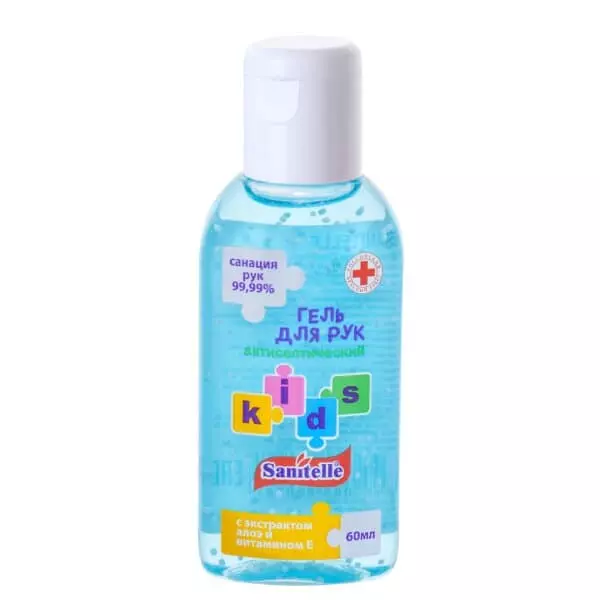 санация
рук
99,99%
ГЕЛЬ
ДЛЯ РУК
антисептический
kids
Sanitelle®
с экстрактом
алоэ и
витамином Е
60мл